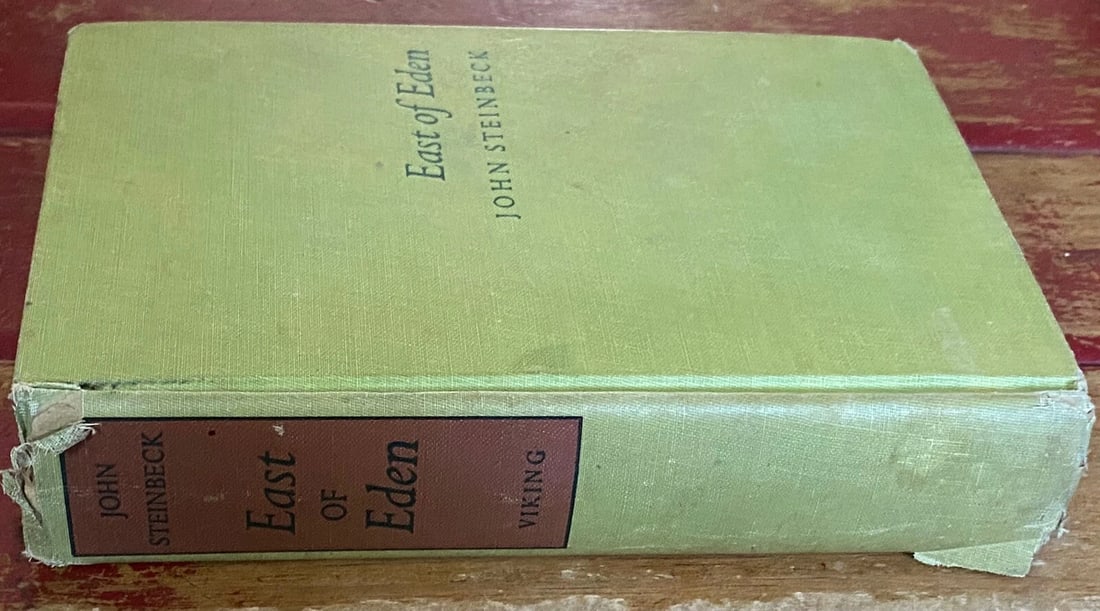 East of Eden
JOHN STEINBECK
JOHN
STEINBECK
East
OF
Eden
VIKING